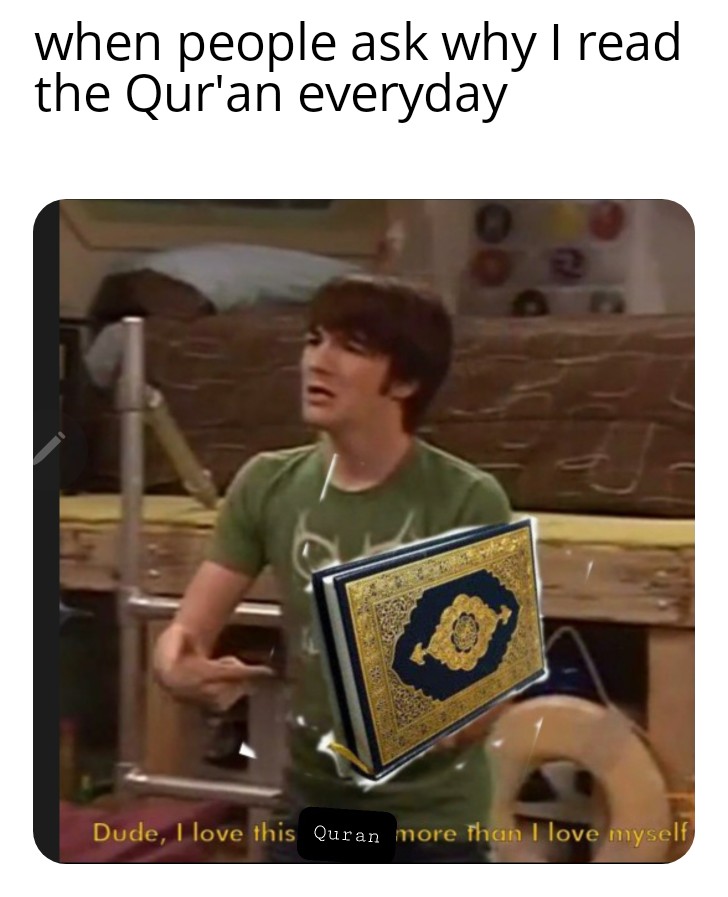 when people ask why I read
the Qur'an everyday
Dude, I love this Quran more than I love myself